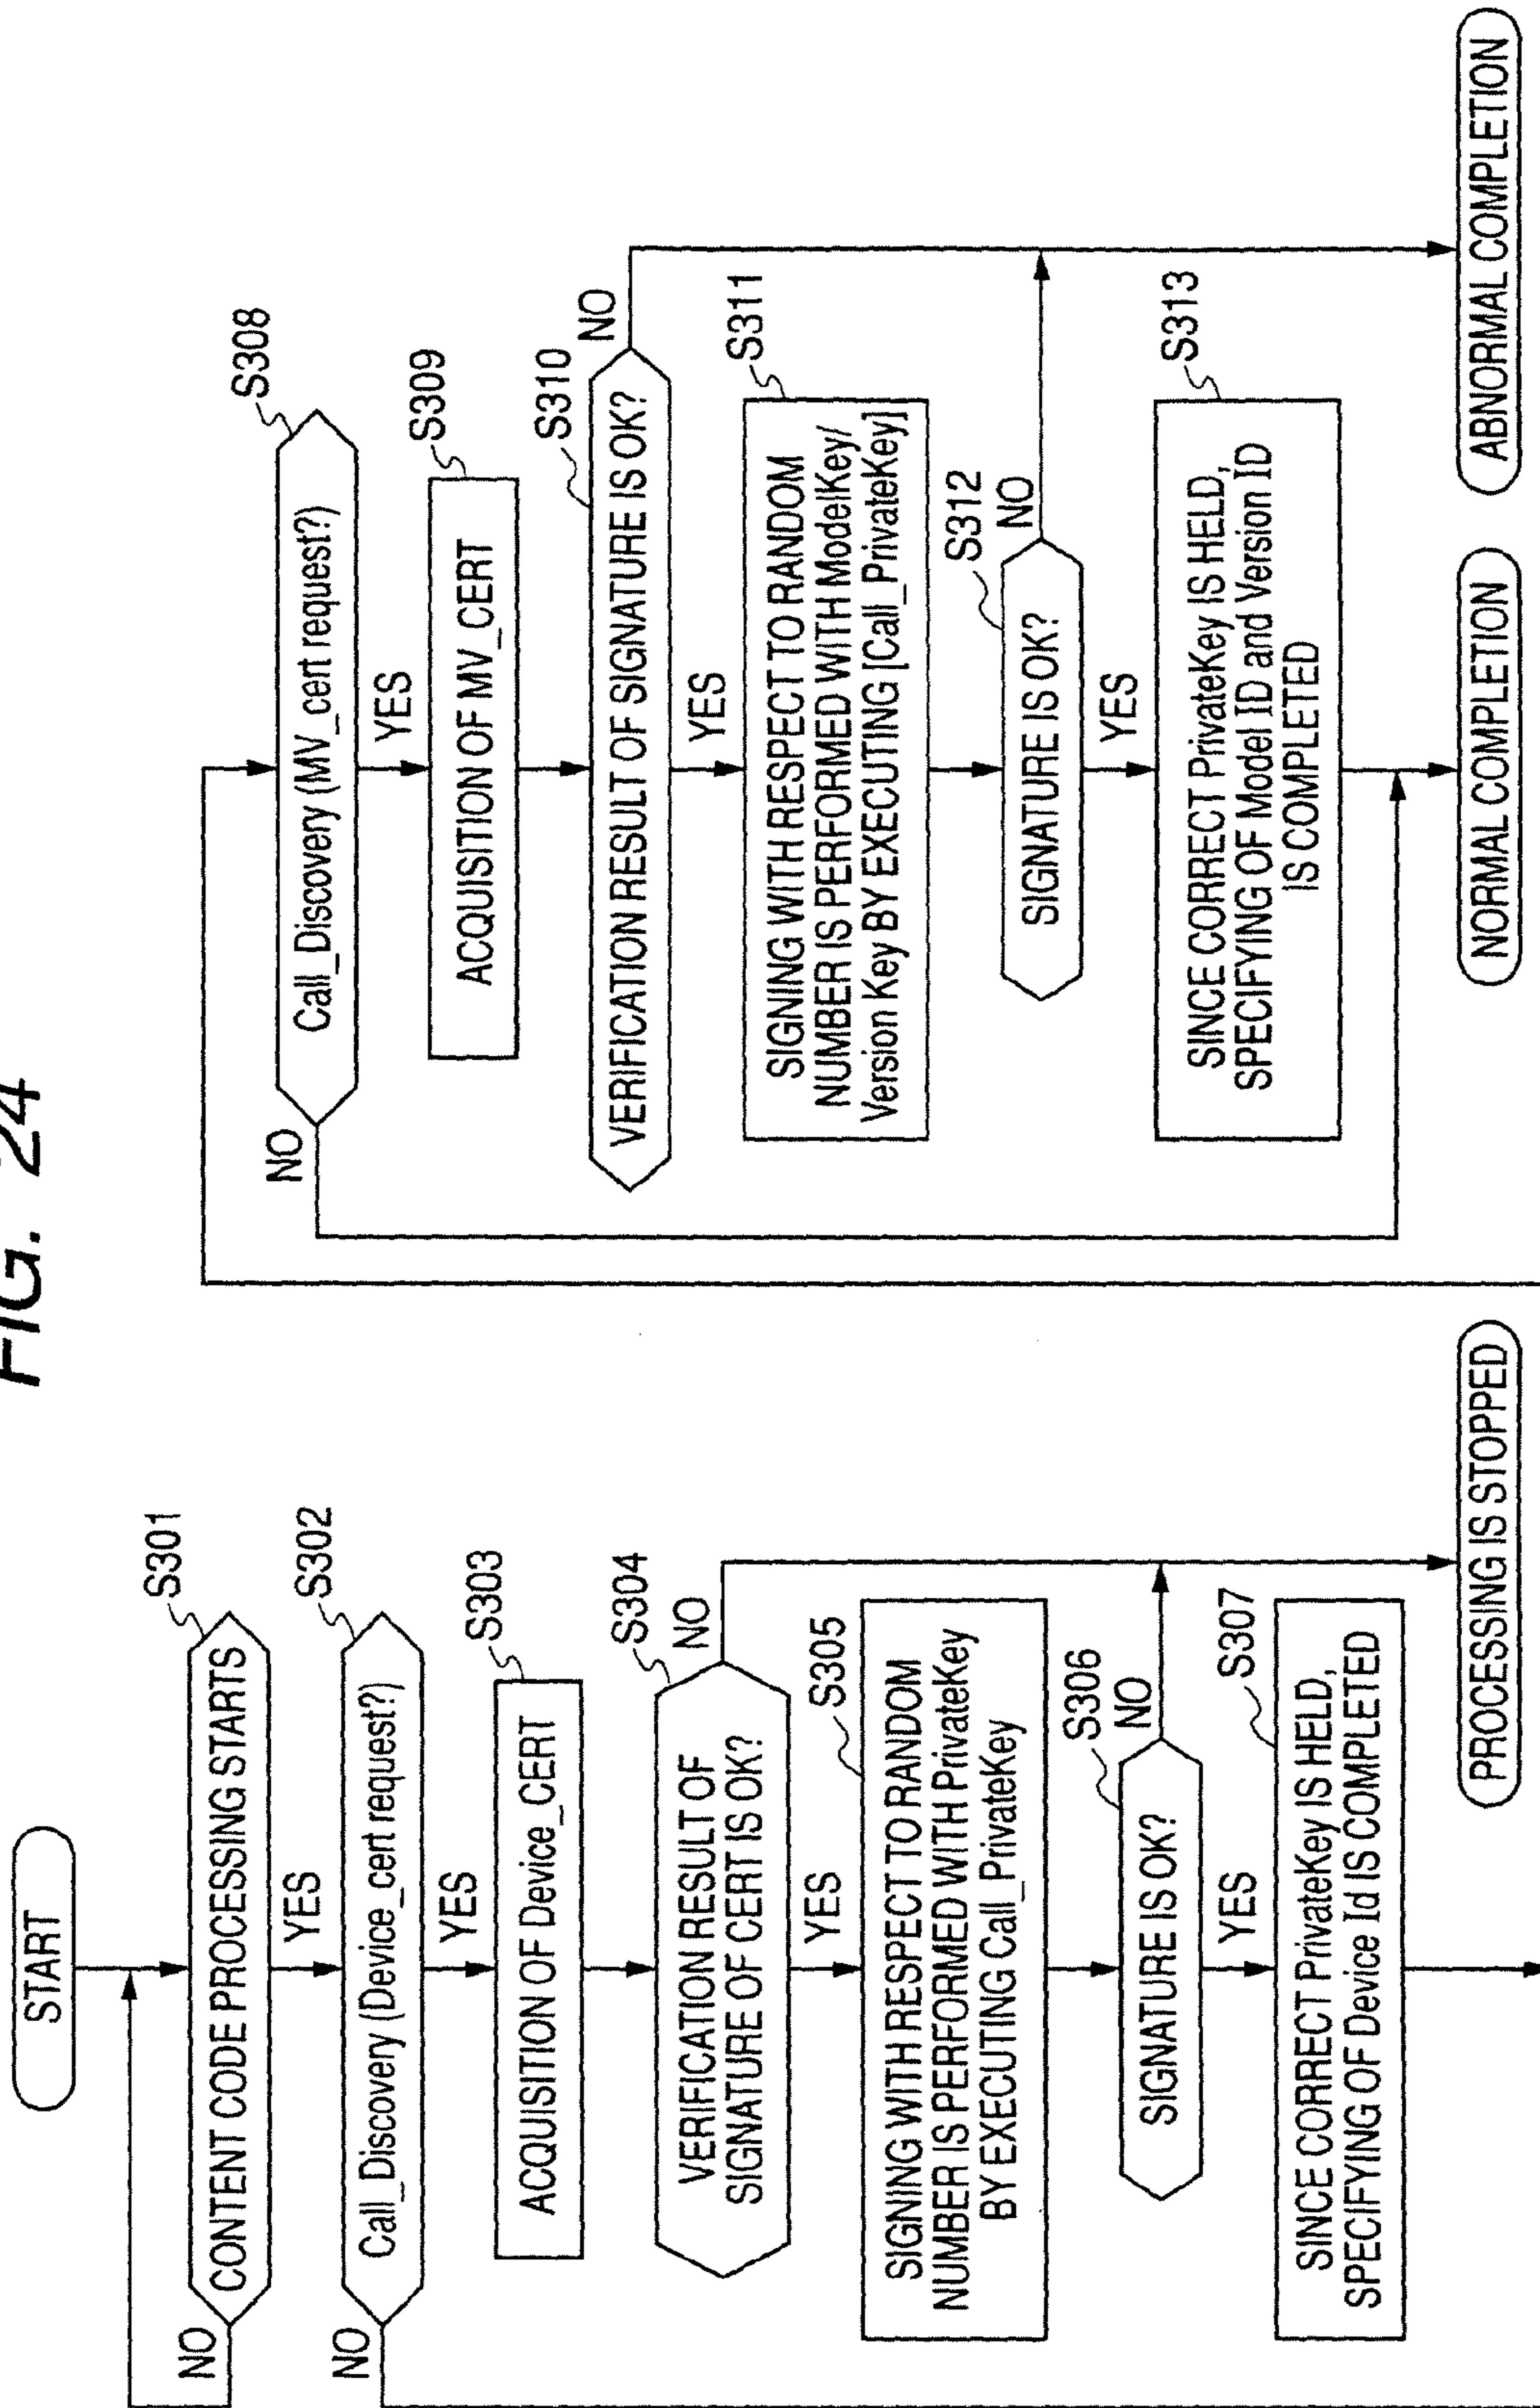 FIG. 24
START
S301
CONTENT CODE PROCESSING STARTS
NO
YES
S302
Call_Discovery (Device_cert request?)
NO
YES
S303
ACQUISITION OF Device_CERT
S304
VERIFICATION RESULT OF
SIGNATURE OF CERT IS OK?
NO
YES
S305
SIGNING WITH RESPECT TO RANDOM
NUMBER IS PERFORMED WITH PrivateKey
BY EXECUTING Call_PrivateKey
S306
SIGNATURE IS OK?
NO
YES
S307
SINCE CORRECT PrivateKey IS HELD,
SPECIFYING OF Device Id IS COMPLETED
PROCESSING IS STOPPED
S308
Call_Discovery (MV_cert request?)
NO
YES
S309
ACQUISITION OF MV_CERT
S310
VERIFICATION RESULT OF SIGNATURE IS OK?
NO
YES
S311
SIGNING WITH RESPECT TO RANDOM
NUMBER IS PERFORMED WITH ModelKey/
Version Key BY EXECUTING [Call_PrivateKey]
S312
SIGNATURE IS OK?
NO
YES
S313
SINCE CORRECT PrivateKey IS HELD,
SPECIFYING OF Model ID and Version ID
IS COMPLETED
NORMAL COMPLETION
ABNORMAL COMPLETION